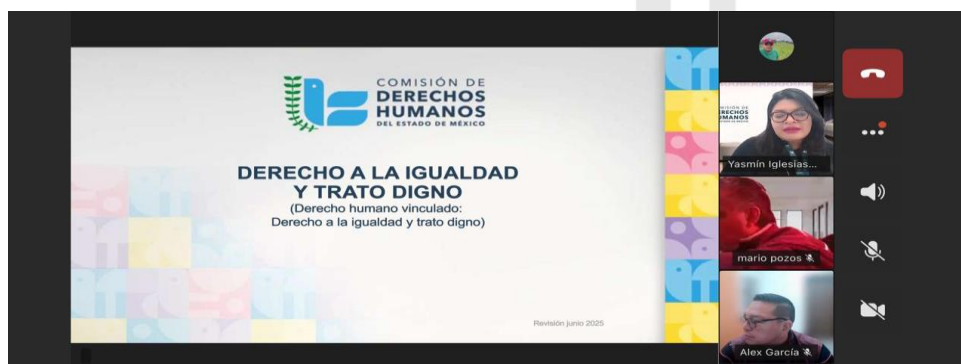 COMISIÓN DE
DERECHOS
HUMANOS
DEL ESTADO DE MÉXICO
DERECHO A LA IGUALDAD
Y TRATO DIGNO
(Derecho humano vinculado:
Derecho a la igualdad y trato digno)
Revisión junio 2025
Yasmín Iglesias...
mario pozos
Alex García